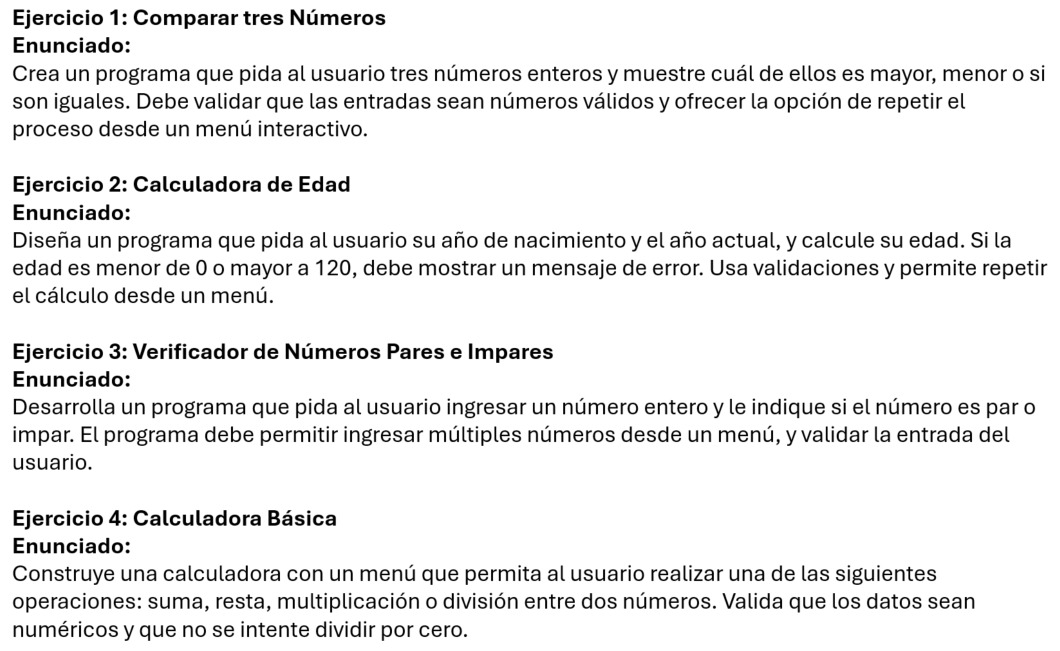 Ejercicio 1: Comparar tres Números
Enunciado:
Crea un programa que pida al usuario tres números enteros y muestre cuál de ellos es mayor, menor o si
son iguales. Debe validar que las entradas sean números válidos y ofrecer la opción de repetir el
proceso desde un menú interactivo.
Ejercicio 2: Calculadora de Edad
Enunciado:
Diseña un programa que pida al usuario su año de nacimiento y el año actual, y calcule su edad. Si la
edad es menor de 0 o mayor a 120, debe mostrar un mensaje de error. Usa validaciones y permite repetir
el cálculo desde un menú.
Ejercicio 3: Verificador de Números Pares e Impares
Enunciado:
Desarrolla un programa que pida al usuario ingresar un número entero y le indique si el número es par o
impar. El programa debe permitir ingresar múltiples números desde un menú, y validar la entrada del
usuario.
Ejercicio 4: Calculadora Básica
Enunciado:
Construye una calculadora con un menú que permita al usuario realizar una de las siguientes
operaciones: suma, resta, multiplicación o división entre dos números. Valida que los datos sean
numéricos y que no se intente dividir por cero.